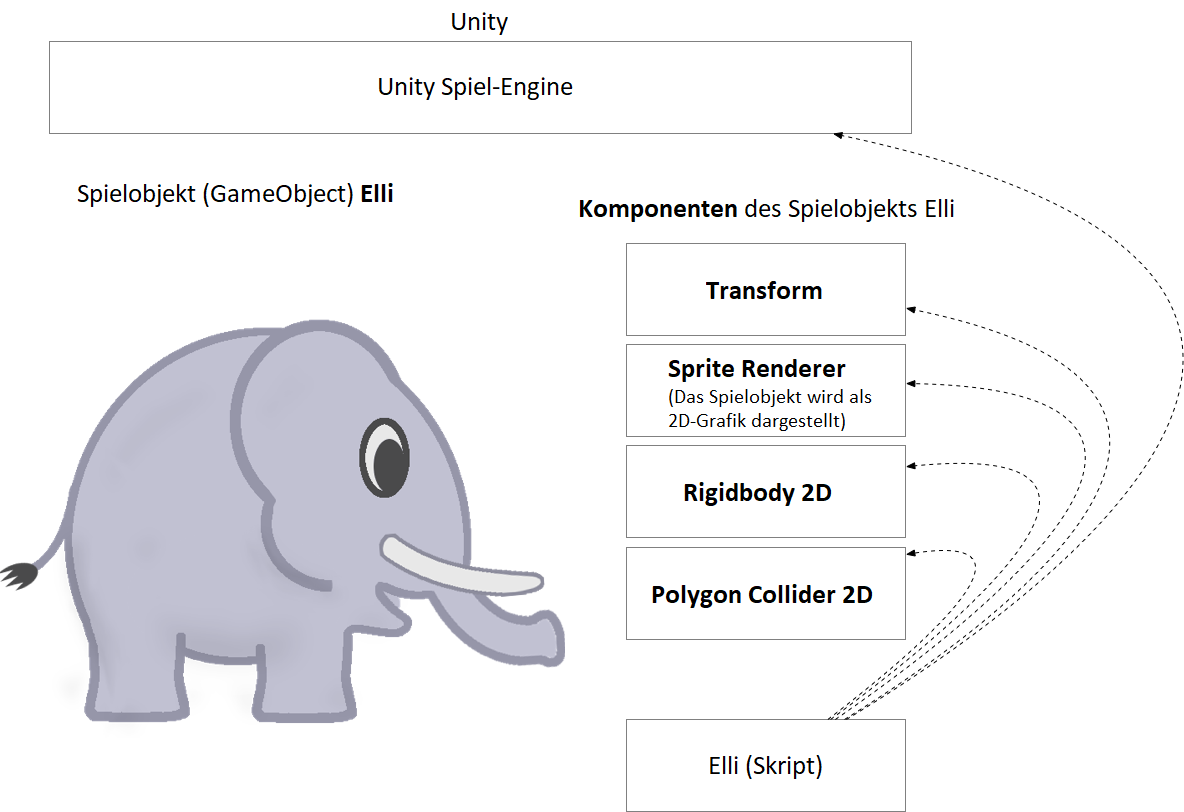 Unity
Unity Spiel-Engine
Spielobjekt (GameObject) Elli
Komponenten des Spielobjekts Elli
Transform
Sprite Renderer
(Das Spielobjekt wird als
2D-Grafik dargestellt)
Rigidbody 2D
Polygon Collider 2D
Elli (Skript)